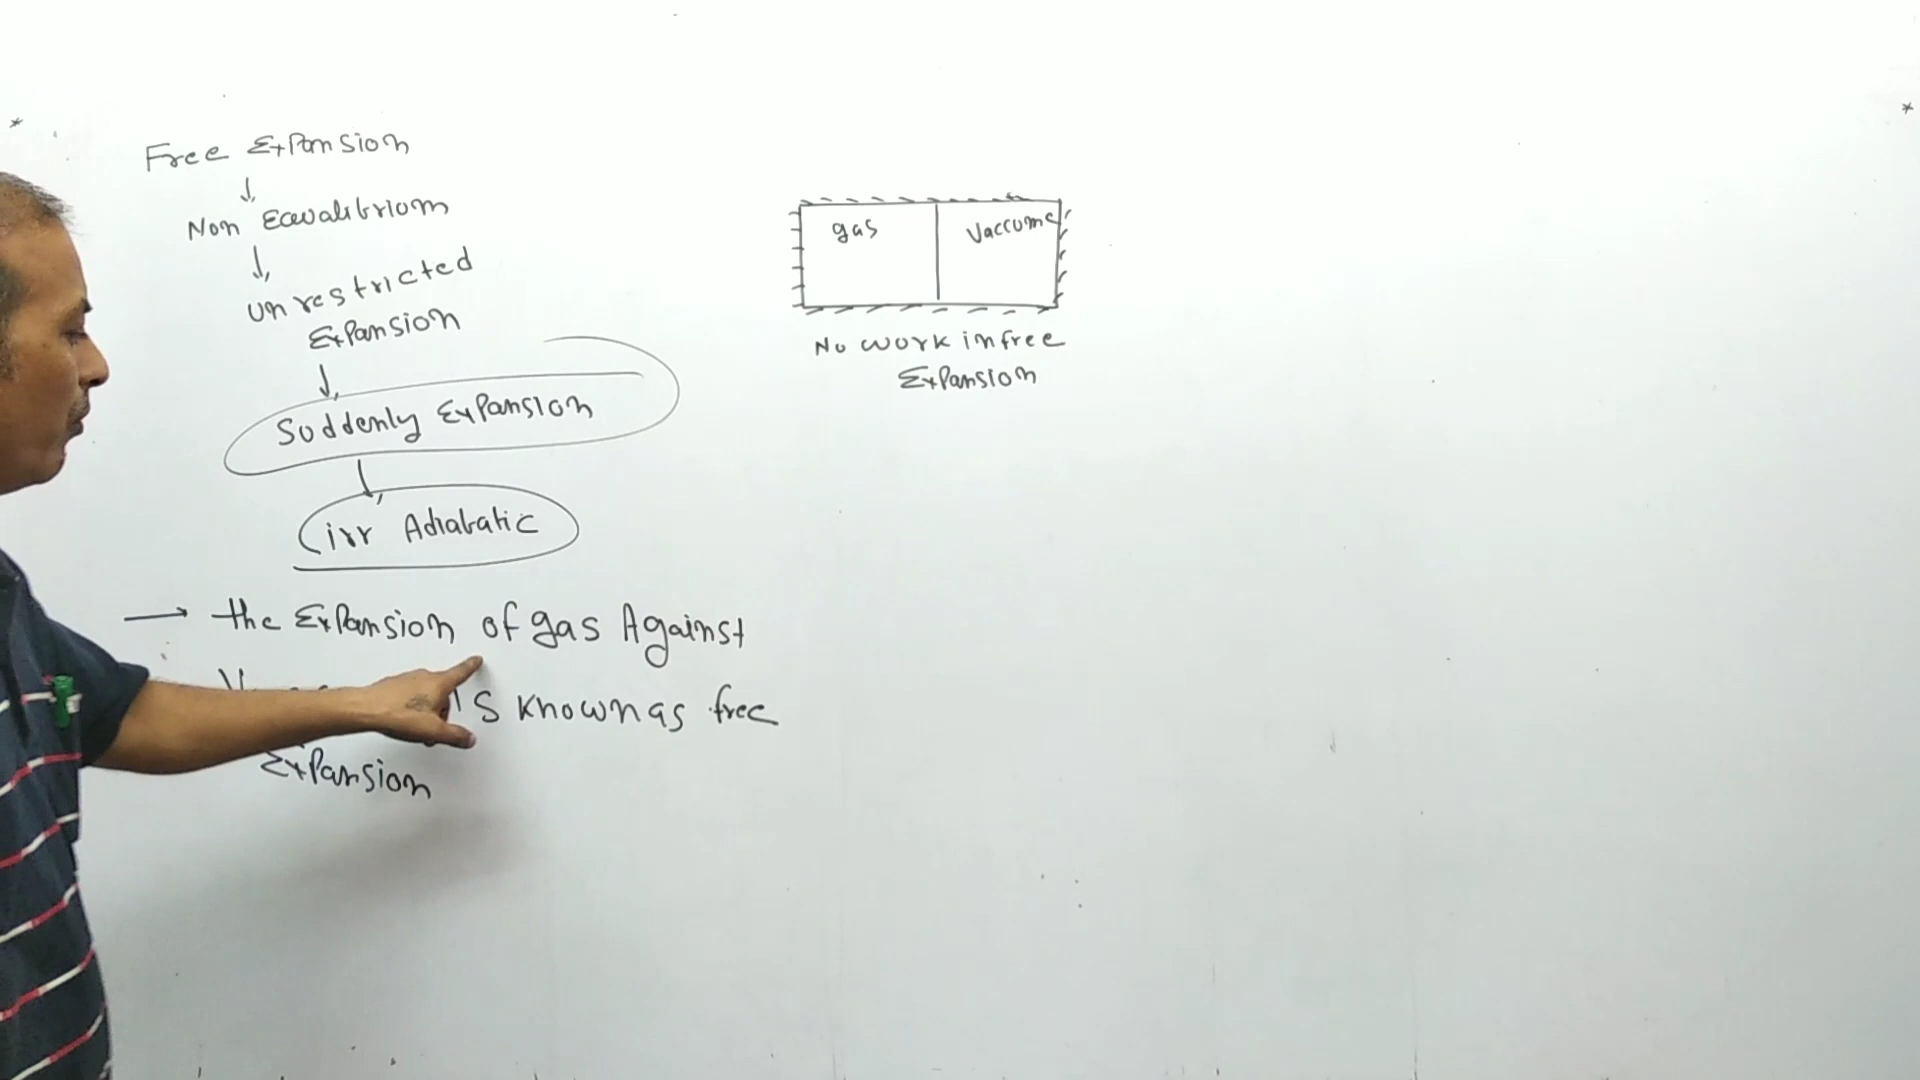 Free Expansion
Non Eauvalibriom
unrestricted
Expansion
Suddenly Expansion
irr Adiabatic
the Expansion of gas Against
is known as free
Expansion
gas
Vaccume
No work in free
Expansion